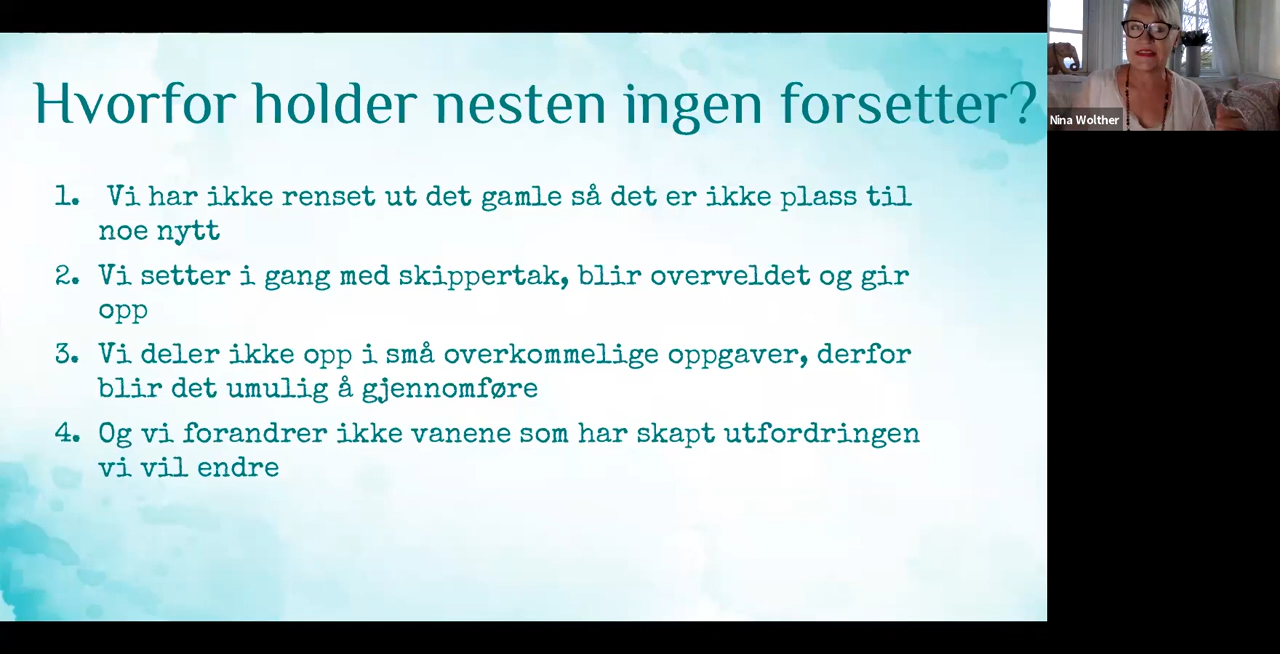 Hvorfor holder nesten ingen forsetter?
Nina Wolther
1. Vi har ikke renset ut det gamle så det er ikke plass til
noe nytt
2. Vi setter i gang med skippertak, blir overveldet og gir
opp
3. Vi deler ikke opp i små overkommelige oppgaver, derfor
blir det umulig å gjennomføre
4. Og vi forandrer ikke vanene som har skapt utfordringen
vi vil endre